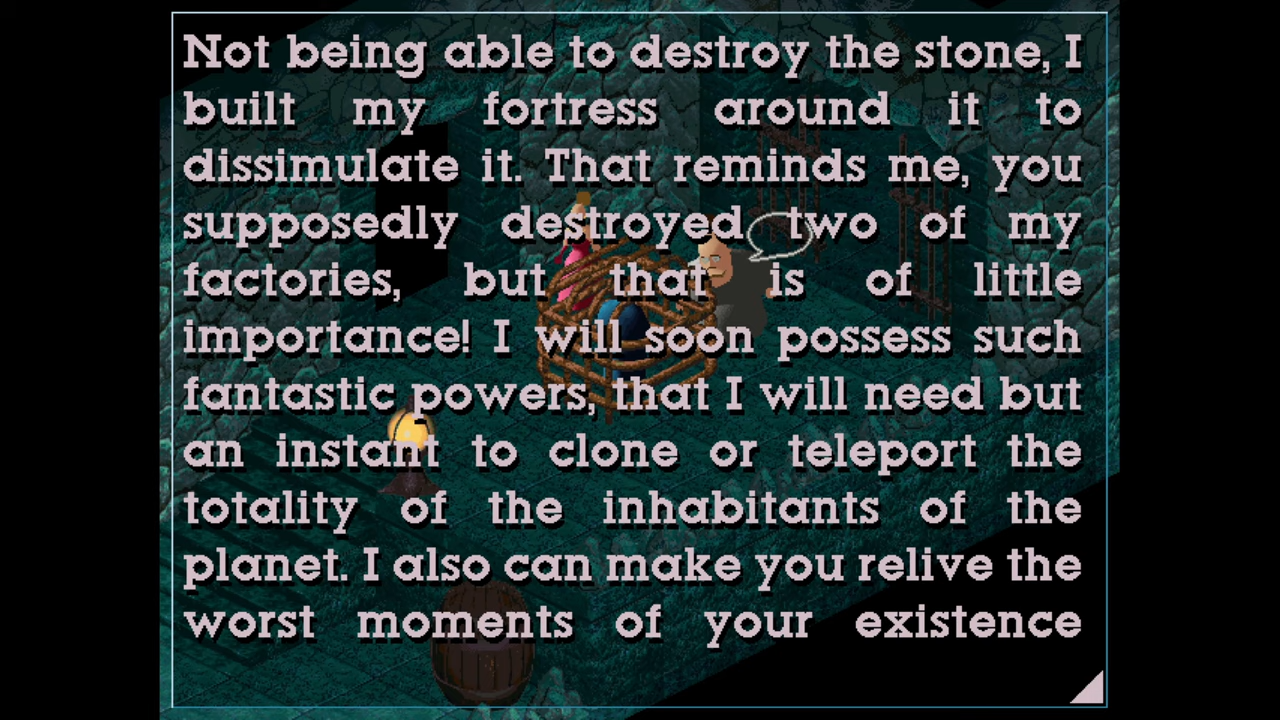 Not being able to destroy the stone, I
built my fortress around it to
dissimulate it. That reminds me, you
supposedly destroyed two of my
factories, but that is of little
importance! I will soon possess such
fantastic powers, that I will need but
an instant to clone or teleport the
totality of the inhabitants of the
planet. I also can make you relive the
worst moments of your existence